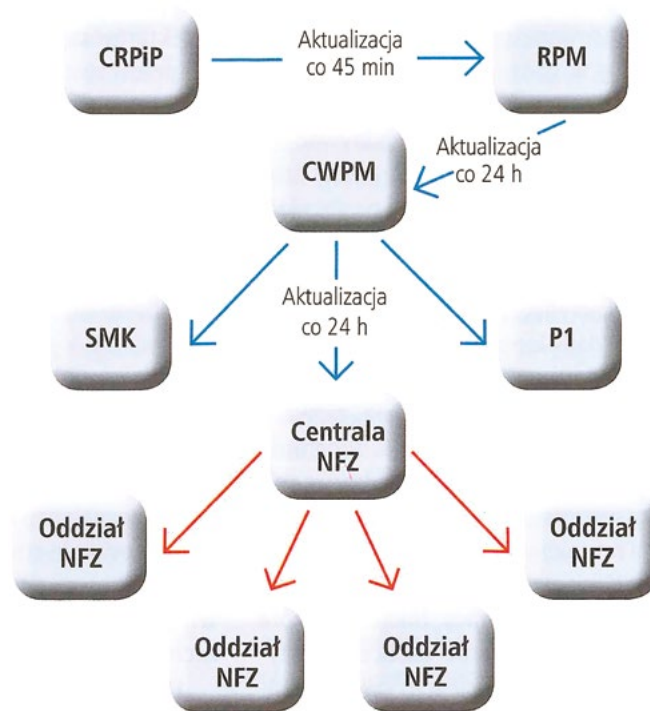 CRPiP
Aktualizacja
co 45 min
RPM
CWPM
Aktualizacja
co 24 h
SMK
Aktualizacja
co 24 h
P1
Centrala
NFZ
Oddział
NFZ
Oddział
NFZ
Oddział
NFZ
Oddział
NFZ